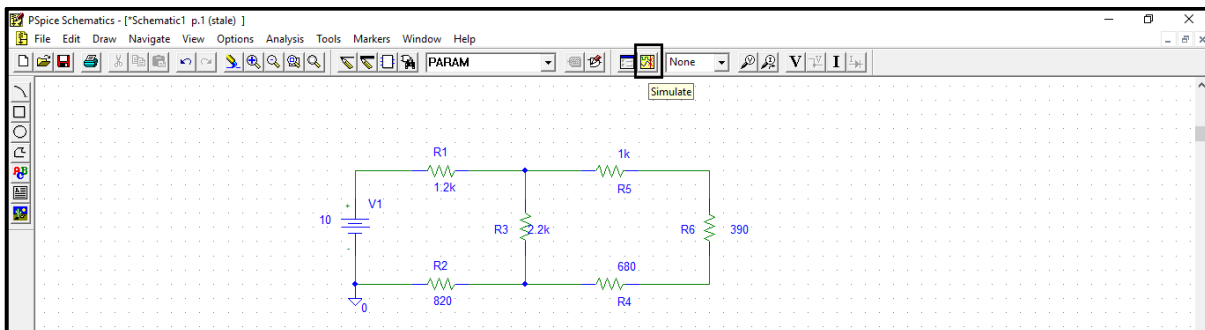 PSpice Schematics - [*Schematic1 p.1 (stale) ]
File Edit Draw Navigate View Options Analysis Tools Markers Window Help
PARAM None V I
Simulate
R1 1k
1.2k R5
+ V1
10 R3 2.2k R6 390
-
R2 680
820 R4
0